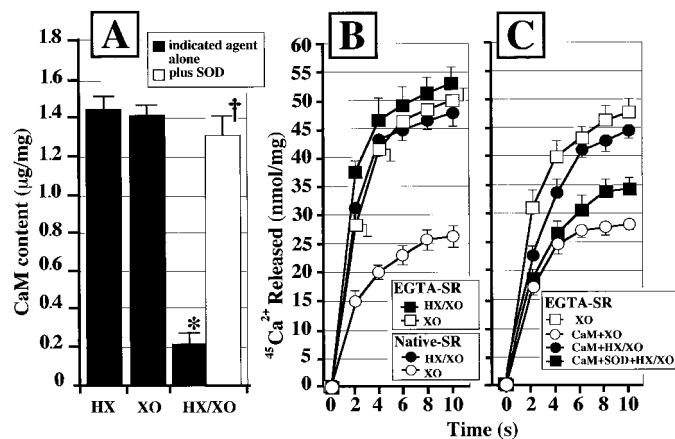 A
indicated agent
alone
plus SOD
CaM content (µg/mg)
1.8
1.6
1.4
1.2
1.0
0.8
0.6
0.4
0.2
0
*
†
HX
XO
HX/XO
B
⁴⁵Ca²⁺ Released (nmol/mg)
60
55
50
45
40
35
30
25
20
15
10
5
0
EGTA-SR
HX/XO
XO
Native-SR
HX/XO
XO
0 2 4 6 8 10
C
EGTA-SR
XO
CaM+XO
CaM+HX/XO
CaM+SOD+HX/XO
0 2 4 6 8 10
Time (s)